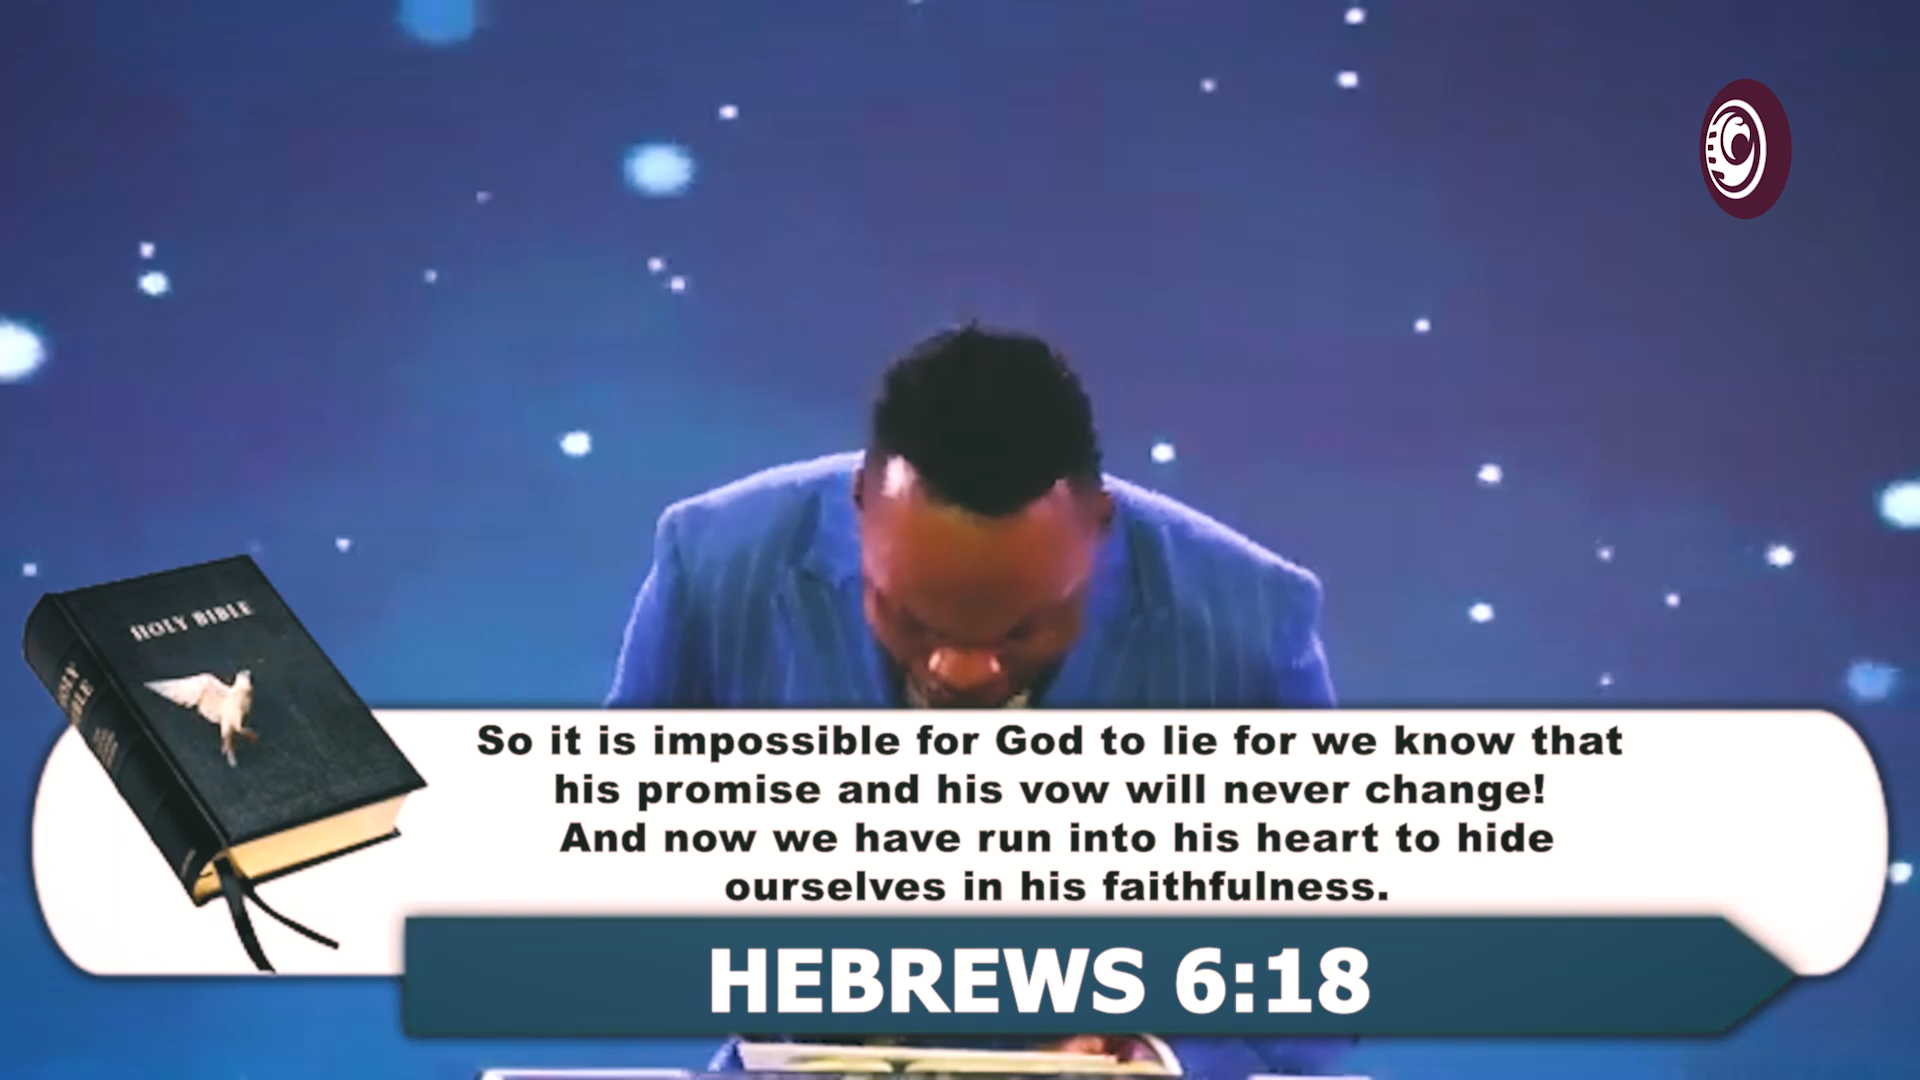 HOLY BIBLE
HOLY
BIBLE
So it is impossible for God to lie for we know that
his promise and his vow will never change!
And now we have run into his heart to hide
ourselves in his faithfulness.
HEBREWS 6:18